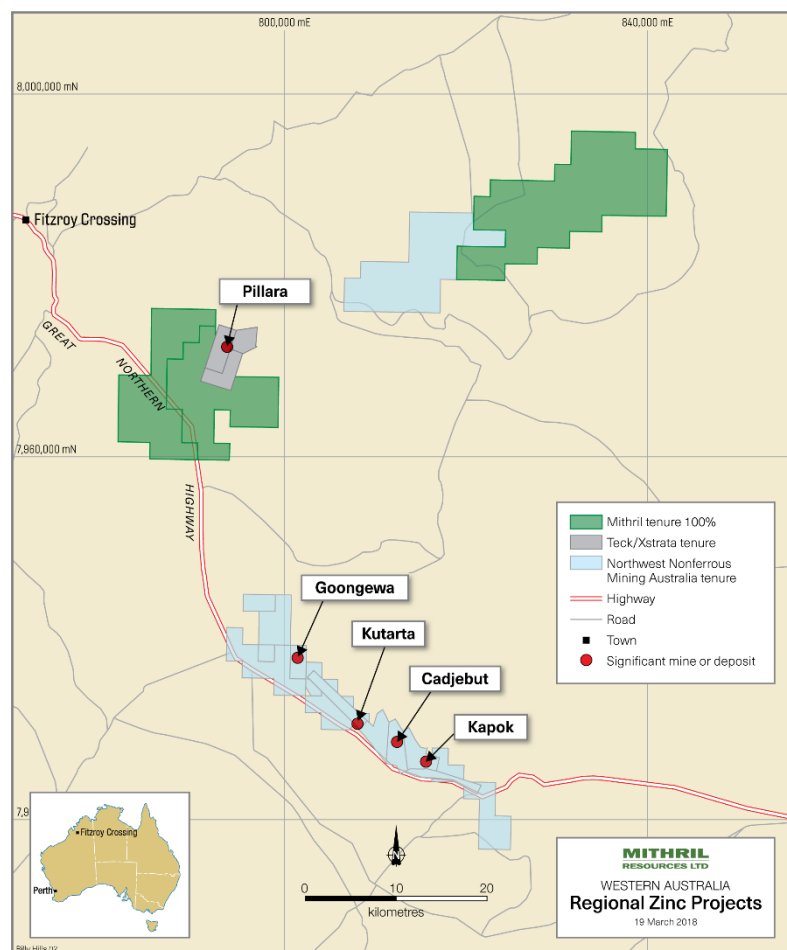 800,000 mE
840,000 mE
8,000,000 mN
Fitzroy Crossing
Pillara
GREAT
NORTHERN
HIGHWAY
7,960,000 mN
Mithril tenure 100%
Teck/Xstrata tenure
Northwest Nonferrous
Mining Australia tenure
Highway
Road
Town
Significant mine or deposit
Goongewa
Kutarta
Cadjebut
Kapok
Fitzroy Crossing
Perth
N
0 10 20
kilometres
MITHRIL
RESOURCES LTD
WESTERN AUSTRALIA
Regional Zinc Projects
19 March 2018